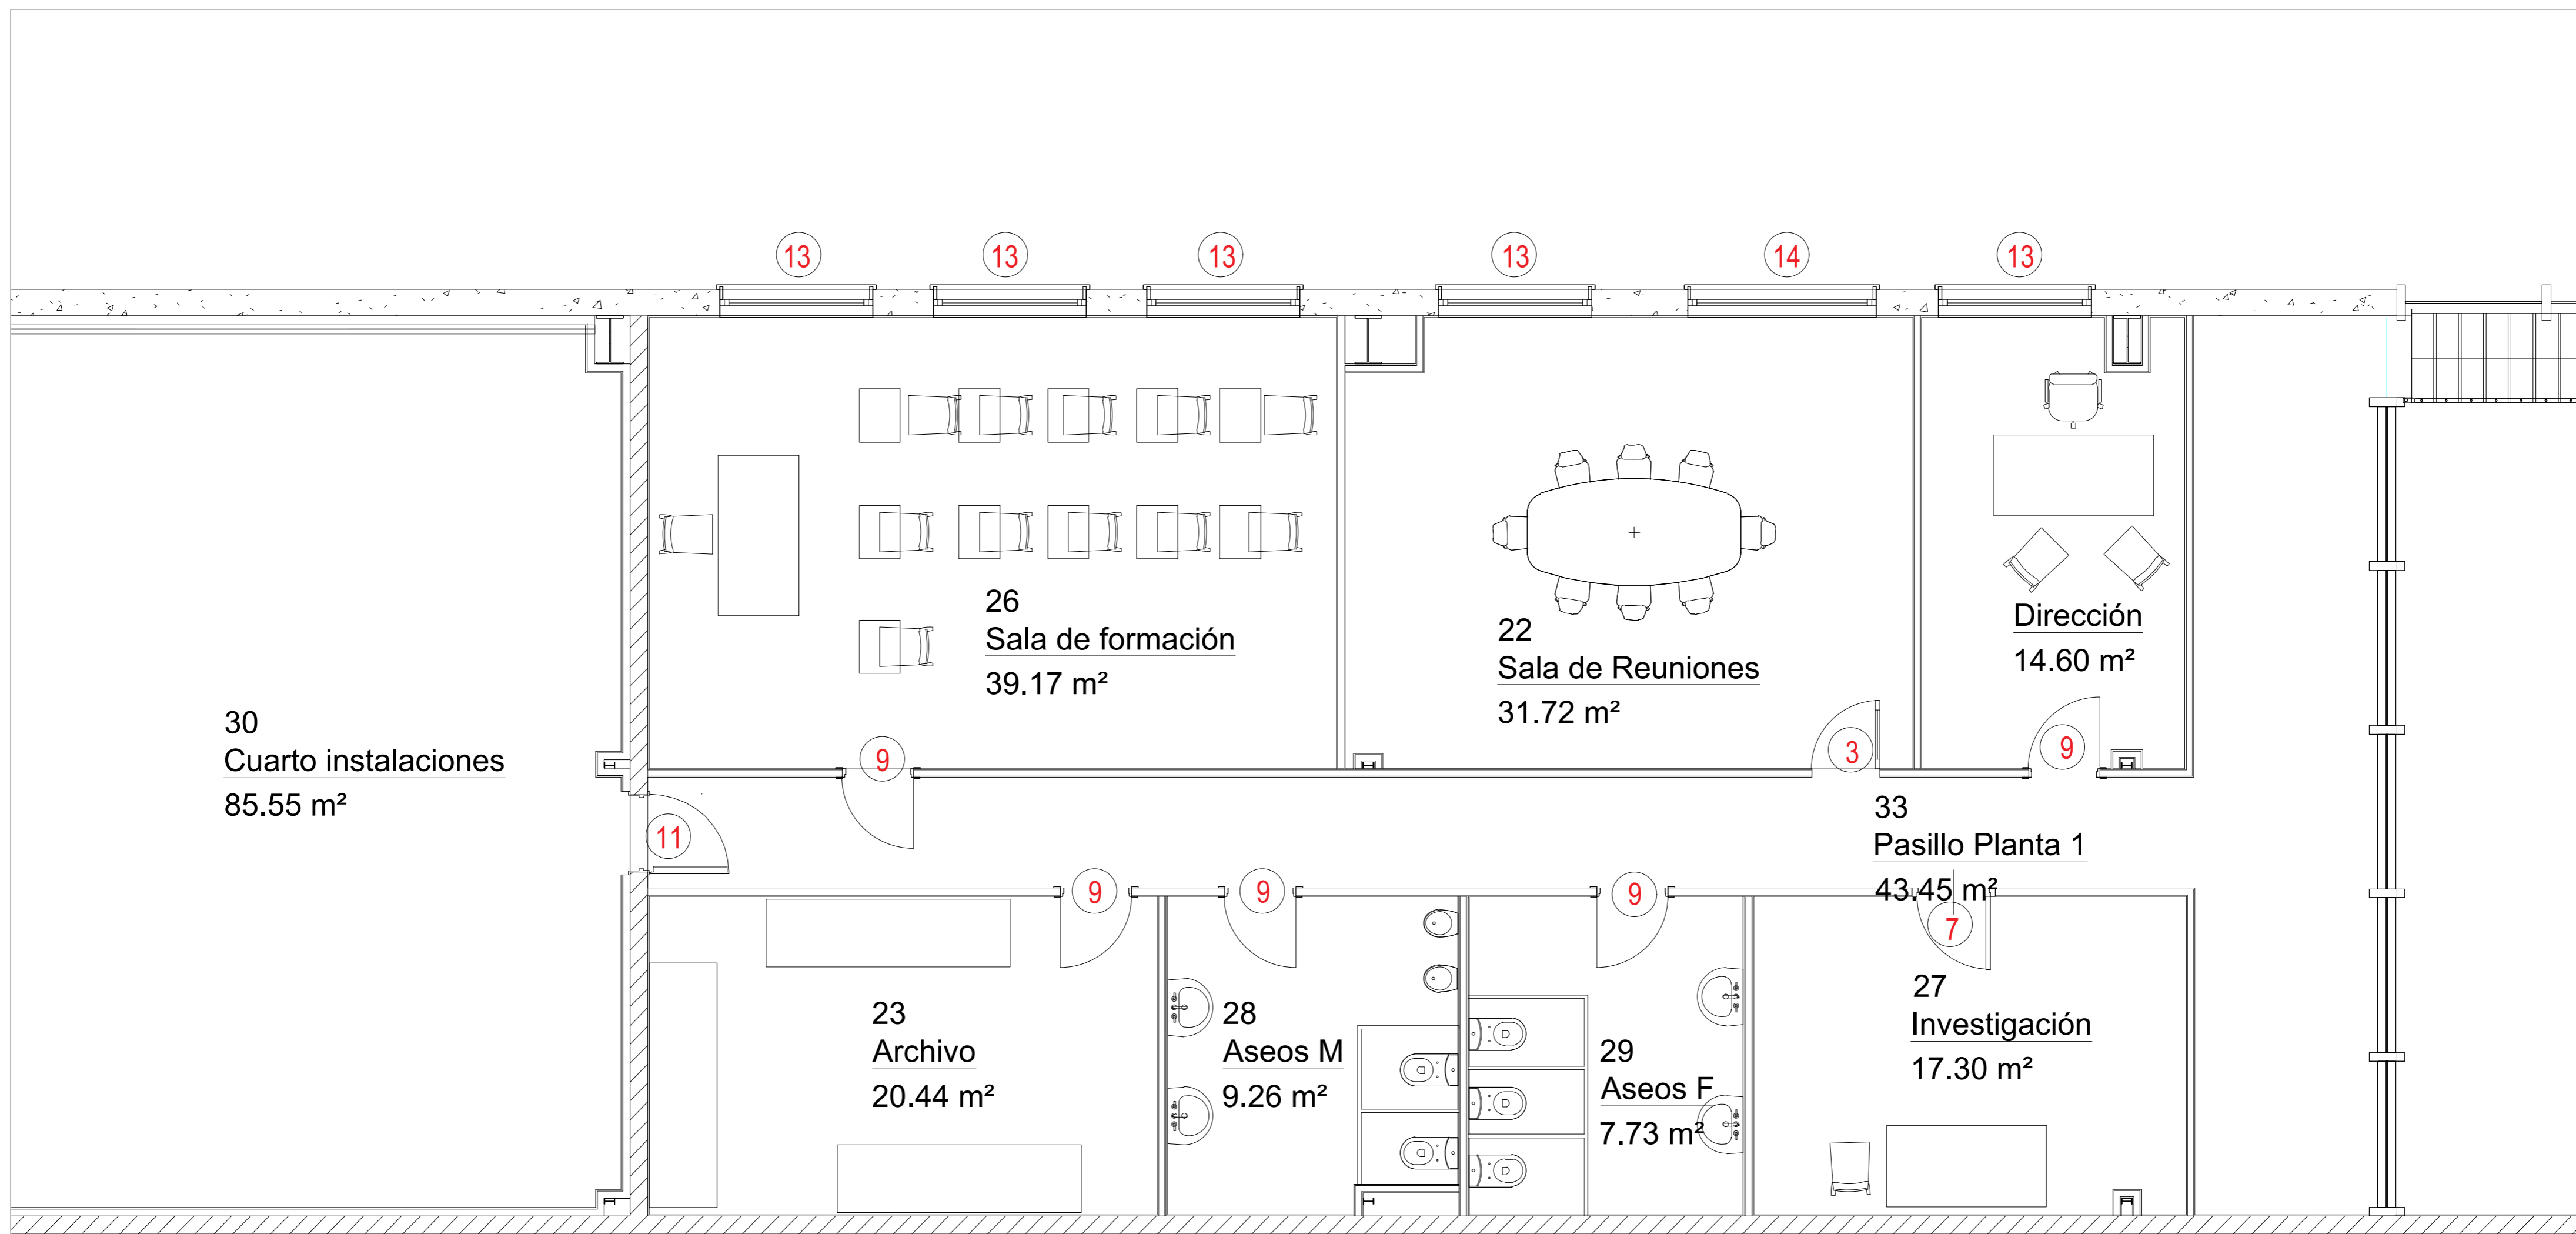 13
13
13
13
14
13
26
Sala de formación
39.17 m²
22
Sala de Reuniones
31.72 m²
Dirección
14.60 m²
30
Cuarto instalaciones
85.55 m²
9
3
9
11
33
Pasillo Planta 1
43.45 m²
9
9
9
7
23
Archivo
20.44 m²
28
Aseos M
9.26 m²
29
Aseos F
7.73 m²
27
Investigación
17.30 m²